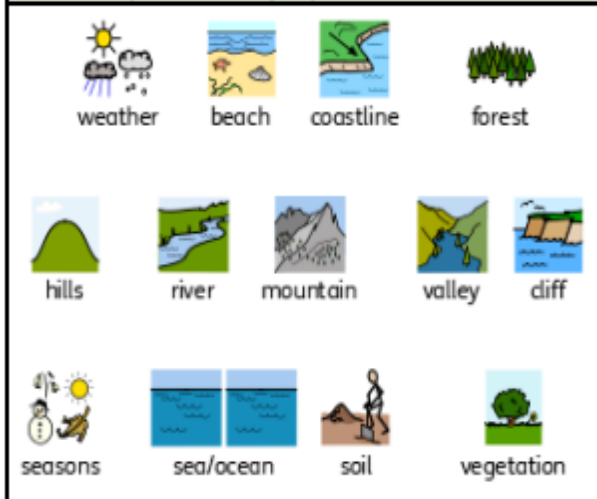 weather beach coastline forest
hills river mountain valley cliff
seasons sea/ocean soil vegetation